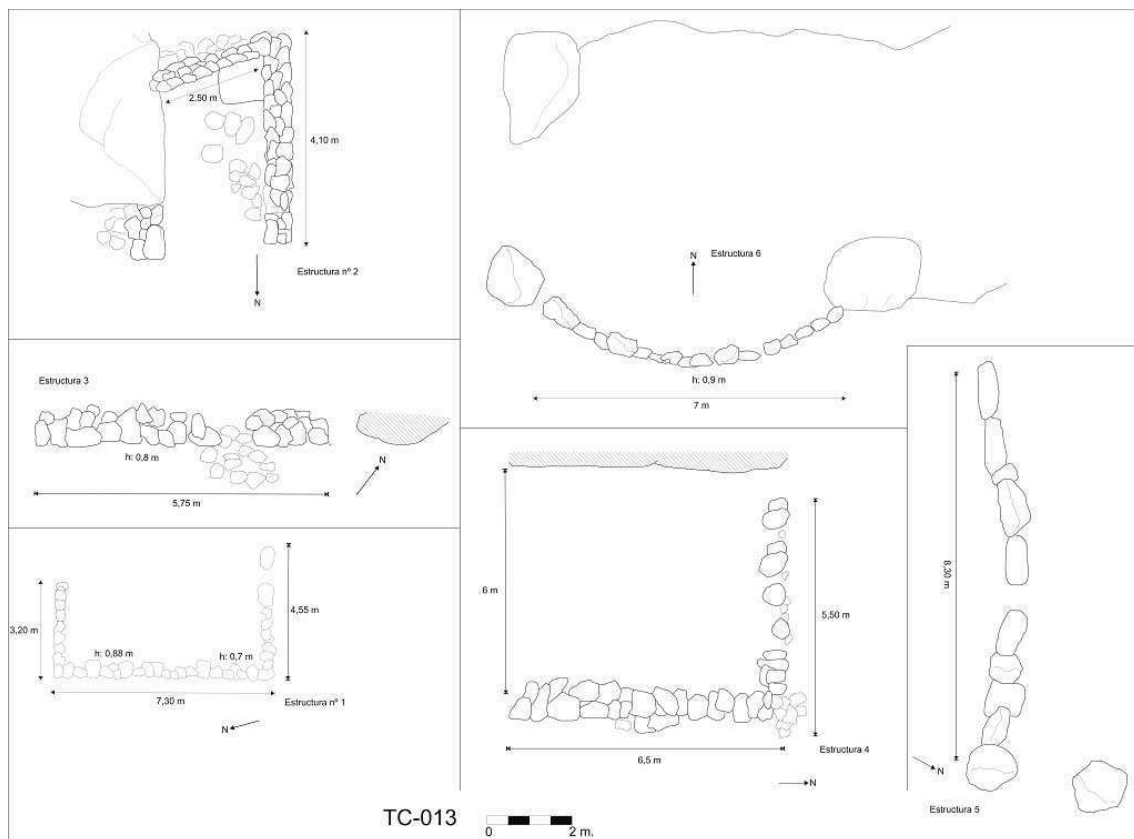 2,50 m
4,10 m
Estructura nº 2
N
Estructura 6
N
h: 0,9 m
7 m
Estructura 3
h: 0,8 m
N
5,75 m
3,20 m
h: 0,88 m
h: 0,7 m
4,55 m
7,30 m
Estructura nº 1
N
6 m
5,50 m
6,5 m
Estructura 4
N
8,30 m
N
Estructura 5
TC-013
0 2 m.